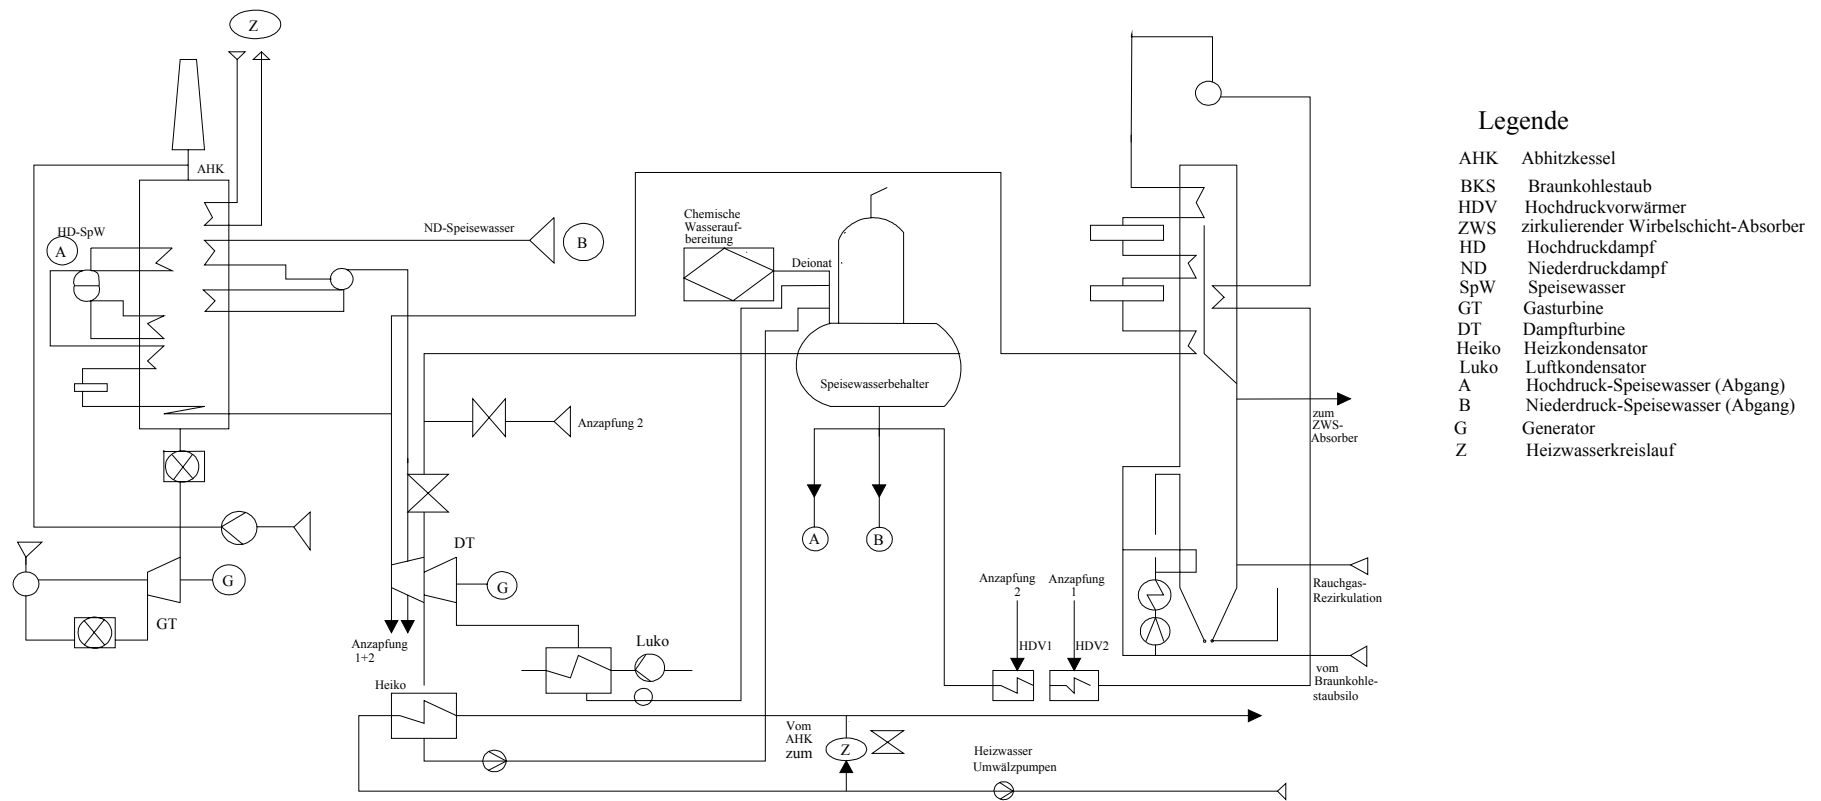 Z
AHK
HD-SpW
A
ND-Speisewasser
B
Chemische
Wasserauf-
bereitung
Deionat
Speisewasserbehalter
Anzapfung 2
A
B
DT
G
G
GT
Anzapfung
1+2
Luko
Heiko
Anzapfung
2
Anzapfung
1
HDV1
HDV2
zum
ZWS-
Absorber
Rauchgas-
Rezirkulation
vom
Braunkohle-
staubsilo
Vom
AHK
zum
Z
Heizwasser
Umwälzpumpen
Legende
AHK Abhitzkessel
BKS Braunkohlestaub
HDV Hochdruckvorwärmer
ZWS zirkulierender Wirbelschicht-Absorber
HD Hochdruckdampf
ND Niederdruckdampf
SpW Speisewasser
GT Gasturbine
DT Dampfturbine
Heiko Heizkondensator
Luko Luftkondensator
A Hochdruck-Speisewasser (Abgang)
B Niederdruck-Speisewasser (Abgang)
G Generator
Z Heizwasserkreislauf